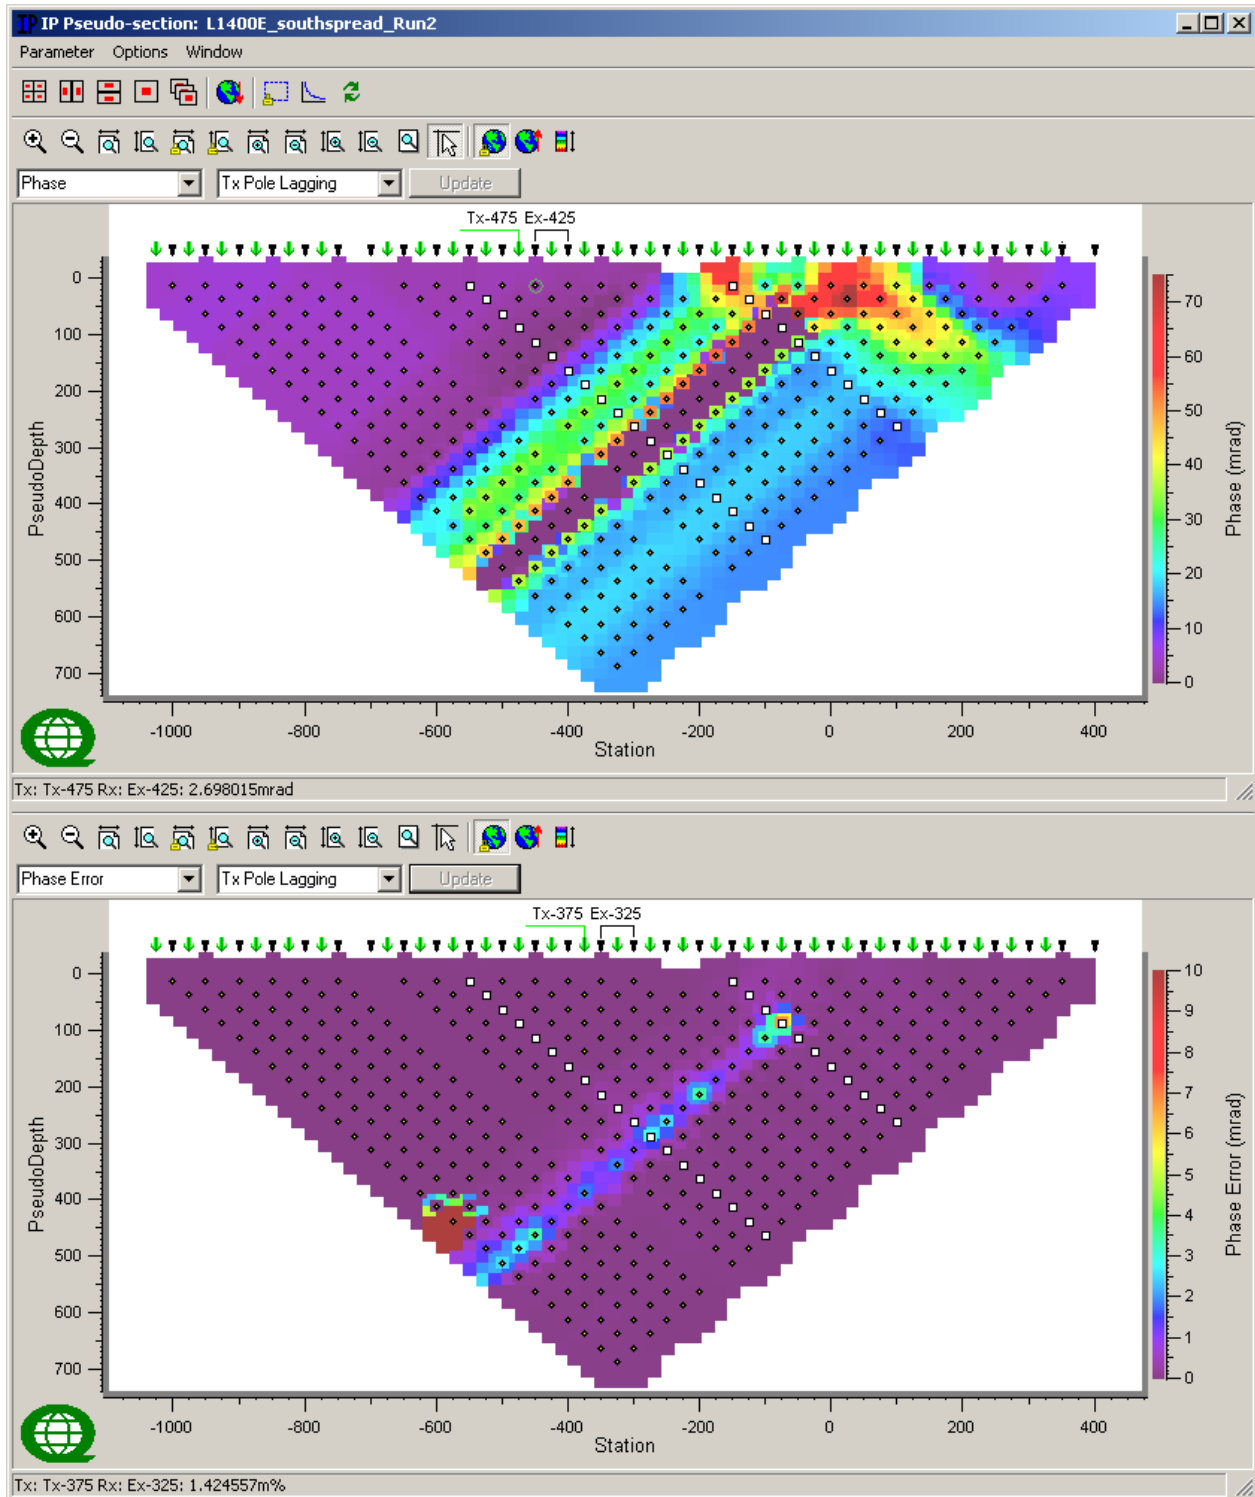 IP Pseudo-section: L1400E_southspread_Run2
Parameter Options Window
Phase Tx Pole Lagging Update
Tx-475 Ex-425
0
100
200
300
400
500
600
700
PseudoDepth
70
60
50
40
30
20
10
0
Phase (mrad)
-1000 -800 -600 -400 -200 0 200 400
Station
Tx: Tx-475 Rx: Ex-425: 2.698015mrad
Phase Error Tx Pole Lagging Update
Tx-375 Ex-325
0
100
200
300
400
500
600
700
PseudoDepth
10
9
8
7
6
5
4
3
2
1
0
Phase Error (mrad)
-1000 -800 -600 -400 -200 0 200 400
Station
Tx: Tx-375 Rx: Ex-325: 1.424557m%